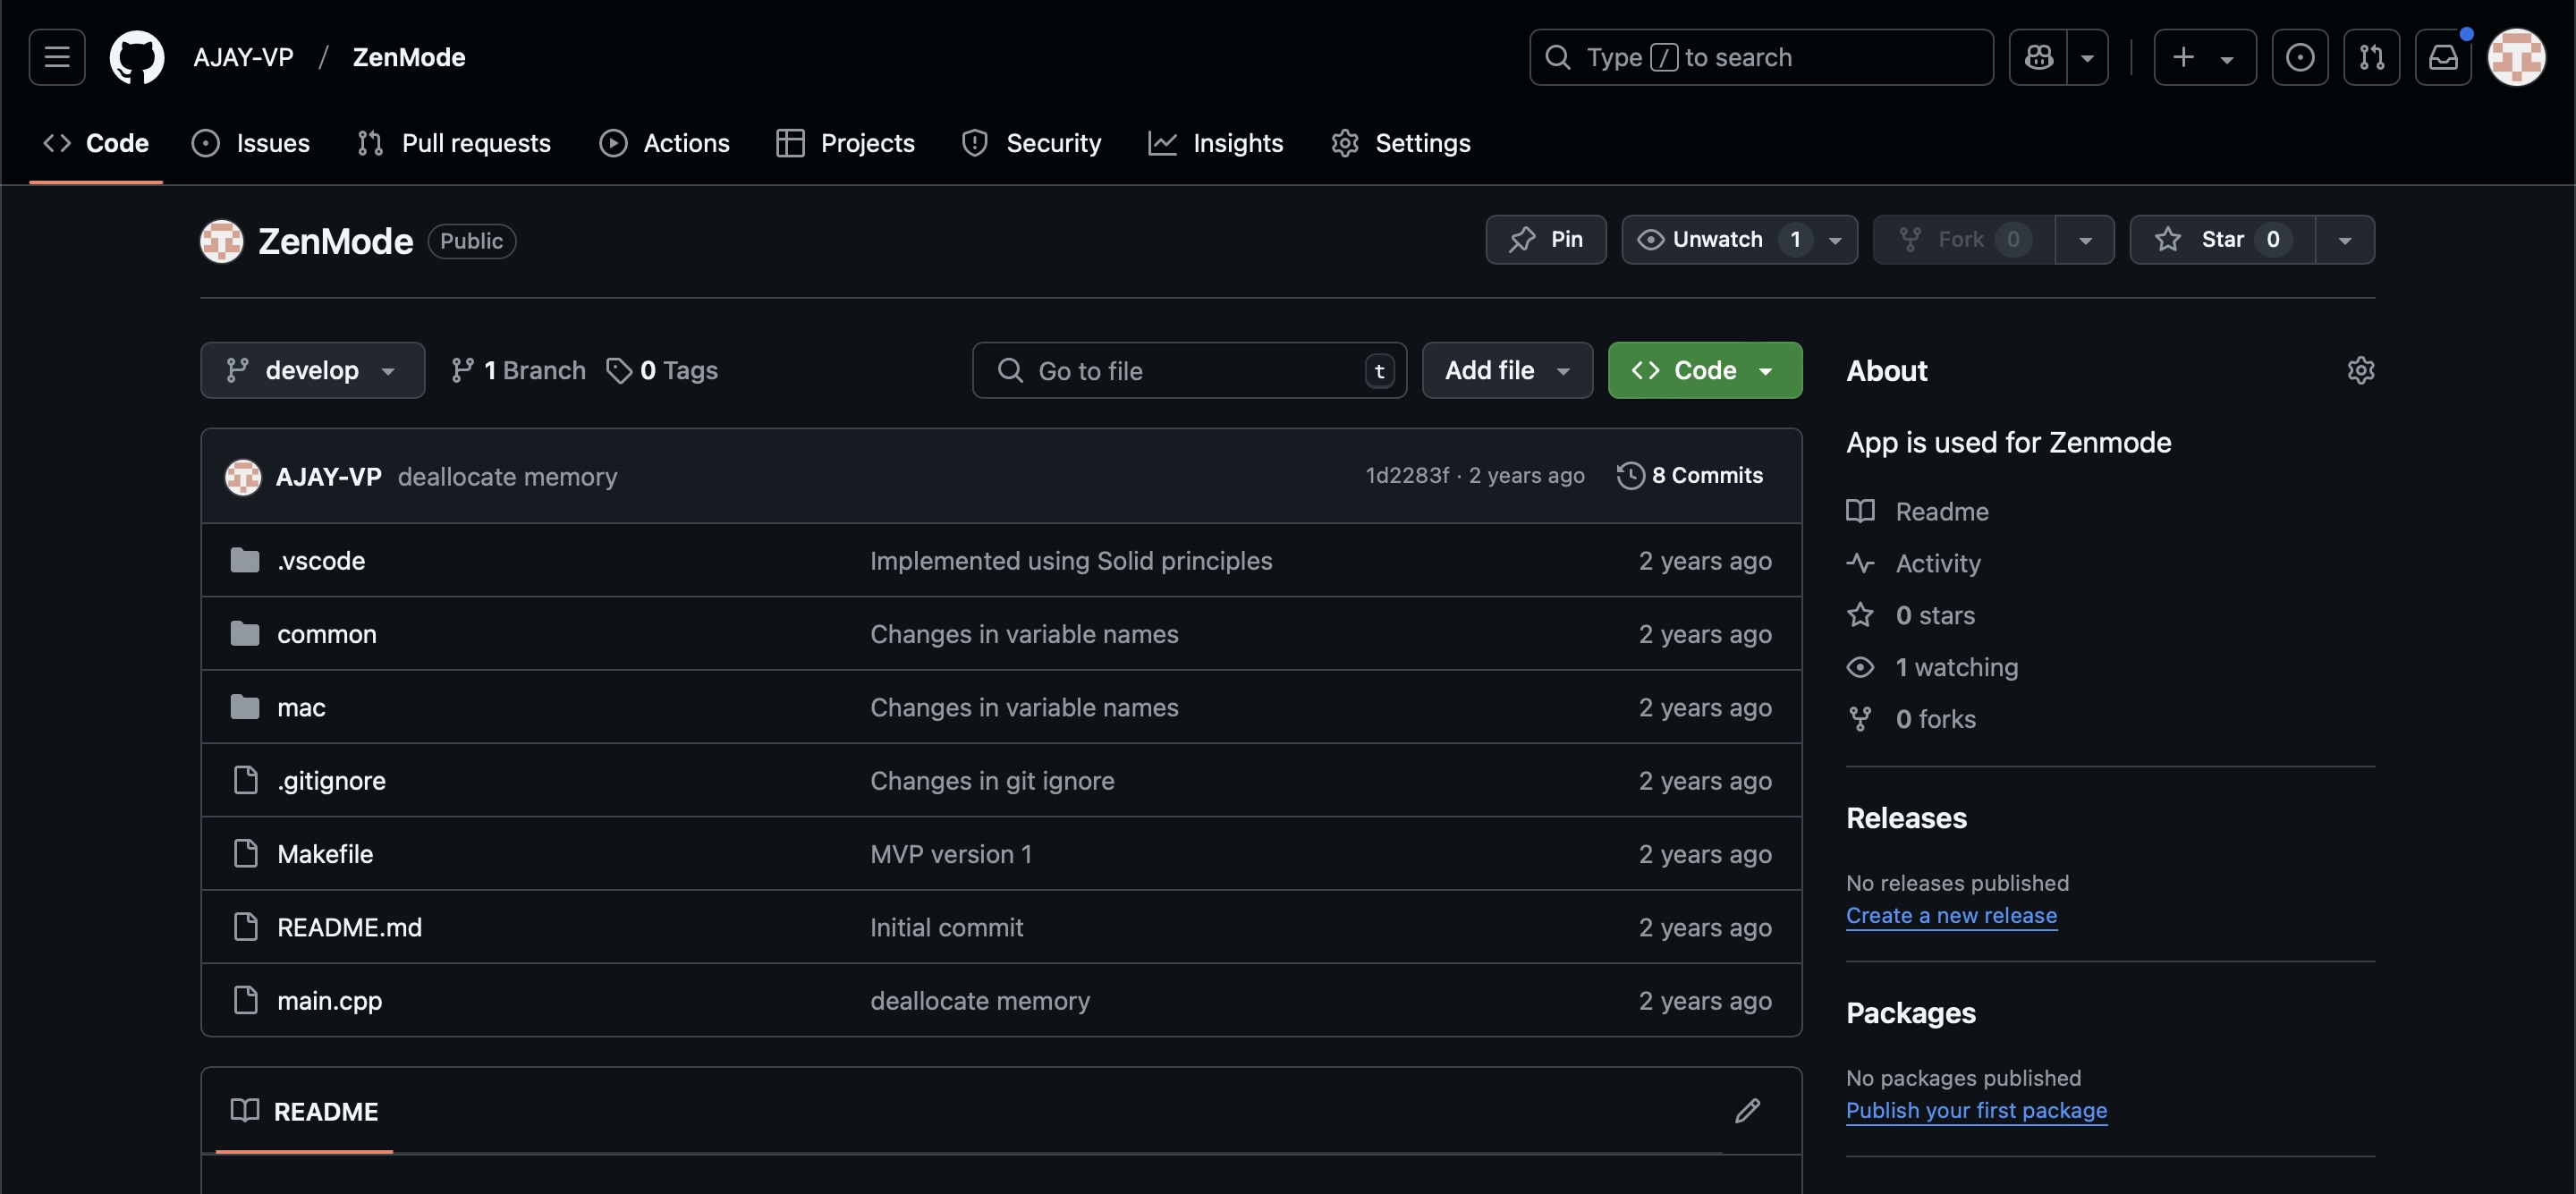 AJAY-VP / ZenMode
Type / to search
Code Issues Pull requests Actions Projects Security Insights Settings
ZenMode Public
Pin Unwatch 1 Fork 0 Star 0
develop 1 Branch 0 Tags
Go to file t Add file Code
AJAY-VP deallocate memory 1d2283f · 2 years ago 8 Commits
.vscode Implemented using Solid principles 2 years ago
common Changes in variable names 2 years ago
mac Changes in variable names 2 years ago
.gitignore Changes in git ignore 2 years ago
Makefile MVP version 1 2 years ago
README.md Initial commit 2 years ago
main.cpp deallocate memory 2 years ago
README
About
App is used for Zenmode
Readme
Activity
0 stars
1 watching
0 forks
Releases
No releases published
Create a new release
Packages
No packages published
Publish your first package